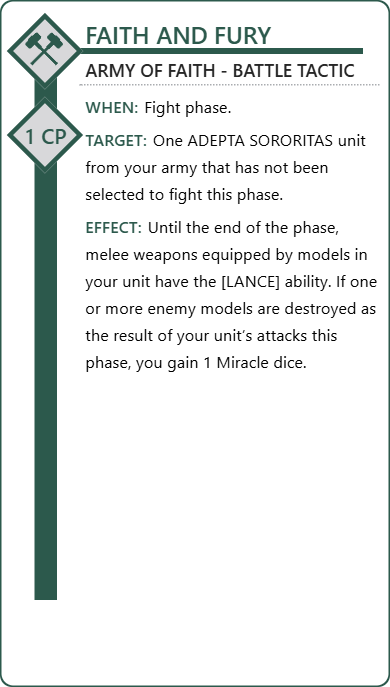 FAITH AND FURY
ARMY OF FAITH - BATTLE TACTIC
WHEN: Fight phase.
1 CP
TARGET: One ADEPTA SORORITAS unit
from your army that has not been
selected to fight this phase.
EFFECT: Until the end of the phase,
melee weapons equipped by models in
your unit have the [LANCE] ability. If one
or more enemy models are destroyed as
the result of your unit's attacks this
phase, you gain 1 Miracle dice.